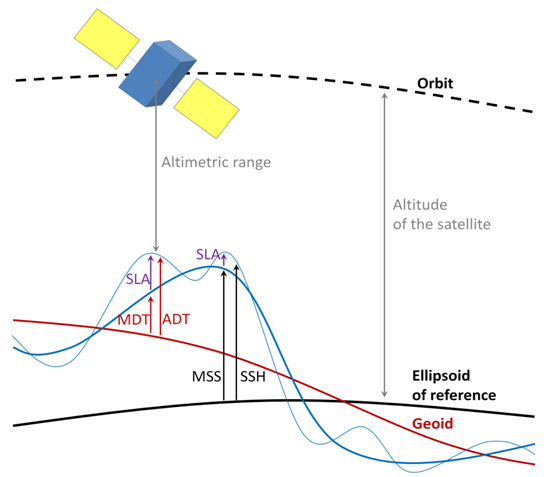 Orbit
Altimetric range
Altitude
of the satellite
SLA
SLA
MDT
ADT
MSS
SSH
Ellipsoid
of reference
Geoid